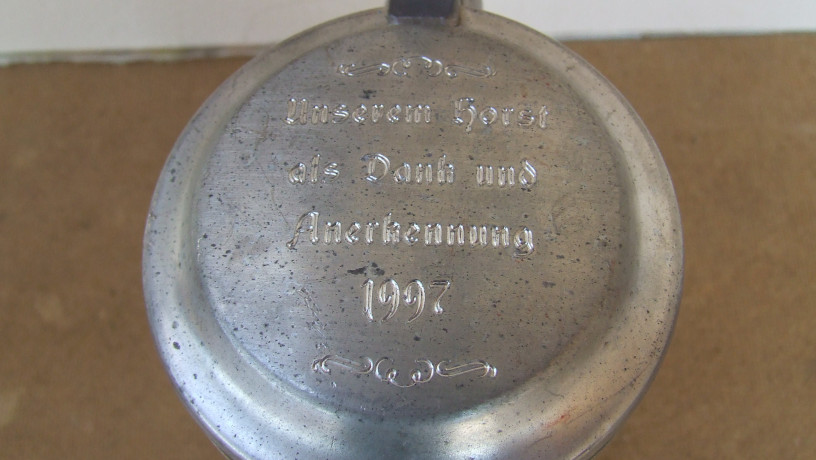 Unserem Horst
als Dank und
Anerkennung
1997